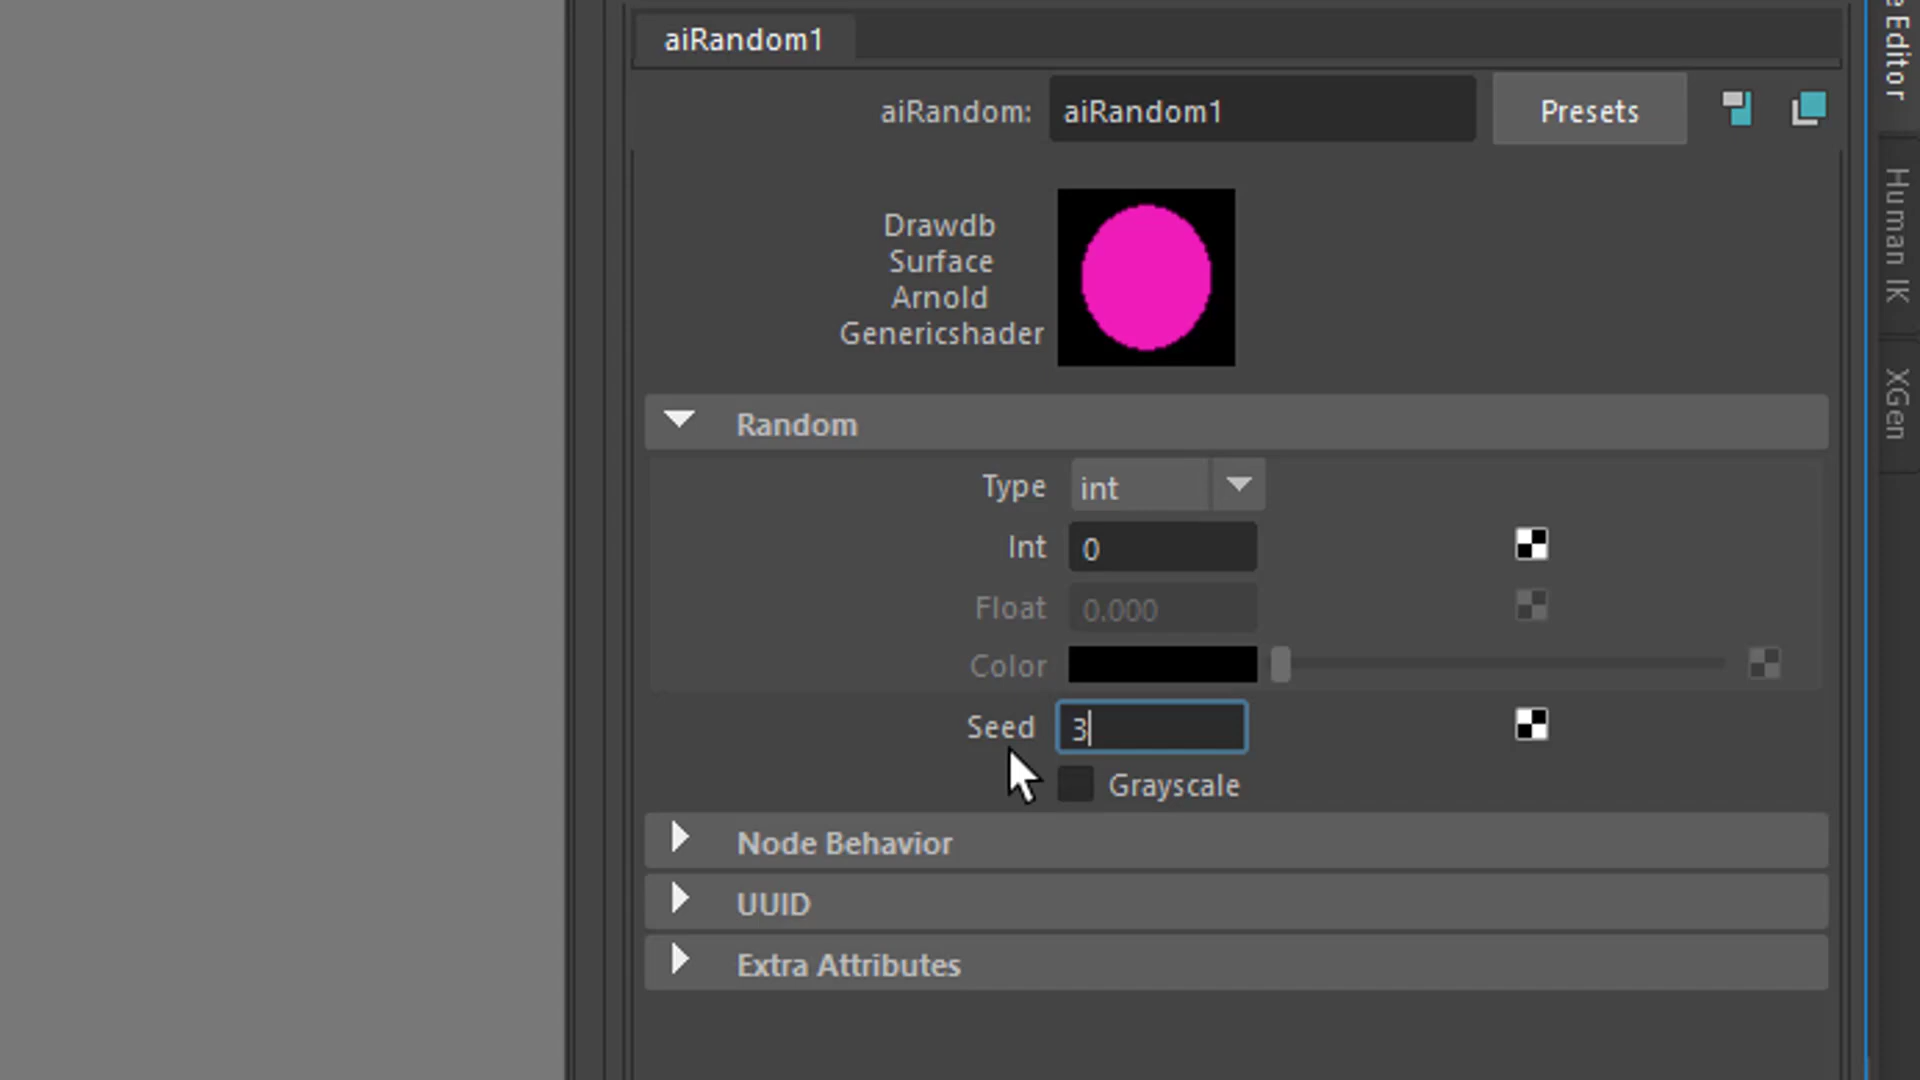 aiRandom1
aiRandom: aiRandom1 Presets
Drawdb
Surface
Arnold
Genericshader
Random
Type int
Int 0
Float 0.000
Color
Seed 3
Grayscale
Node Behavior
UUID
Extra Attributes
e Editor
Human IK
XGen